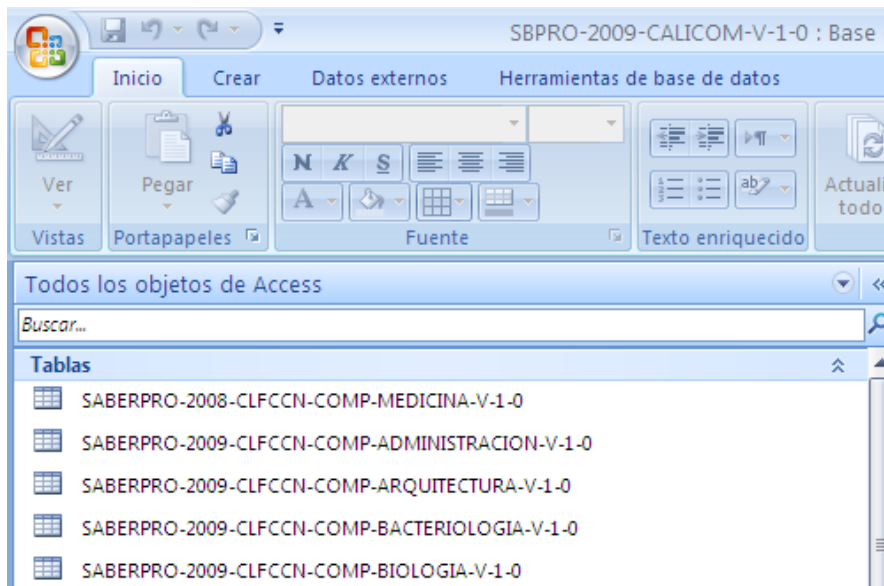 SBPRO-2009-CALICOM-V-1-0 : Base
Inicio Crear Datos externos Herramientas de base de datos
Ver Pegar N K S A ab Actuali
todo
Vistas Portapapeles Fuente Texto enriquecido
Todos los objetos de Access
Buscar...
Tablas
SABERPRO-2008-CLFCCN-COMP-MEDICINA-V-1-0
SABERPRO-2009-CLFCCN-COMP-ADMINISTRACION-V-1-0
SABERPRO-2009-CLFCCN-COMP-ARQUITECTURA-V-1-0
SABERPRO-2009-CLFCCN-COMP-BACTERIOLOGIA-V-1-0
SABERPRO-2009-CLFCCN-COMP-BIOLOGIA-V-1-0